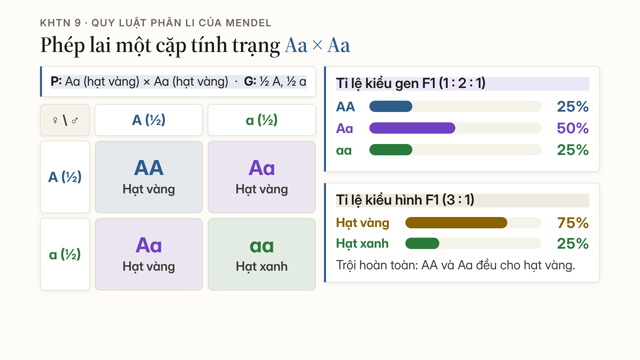 KHTN 9 · QUY LUẬT PHÂN LI CỦA MENDEL
Phép lai một cặp tính trạng Aa × Aa
P: Aa (hạt vàng) × Aa (hạt vàng) · G: ½ A, ½ a
♀ \ ♂
A (½)
a (½)
A (½)
AA
Hạt vàng
Aa
Hạt vàng
a (½)
Aa
Hạt vàng
aa
Hạt xanh
Tỉ lệ kiểu gen F1 (1 : 2 : 1)
AA 25%
Aa 50%
aa 25%
Tỉ lệ kiểu hình F1 (3 : 1)
Hạt vàng 75%
Hạt xanh 25%
Trội hoàn toàn: AA và Aa đều cho hạt vàng.